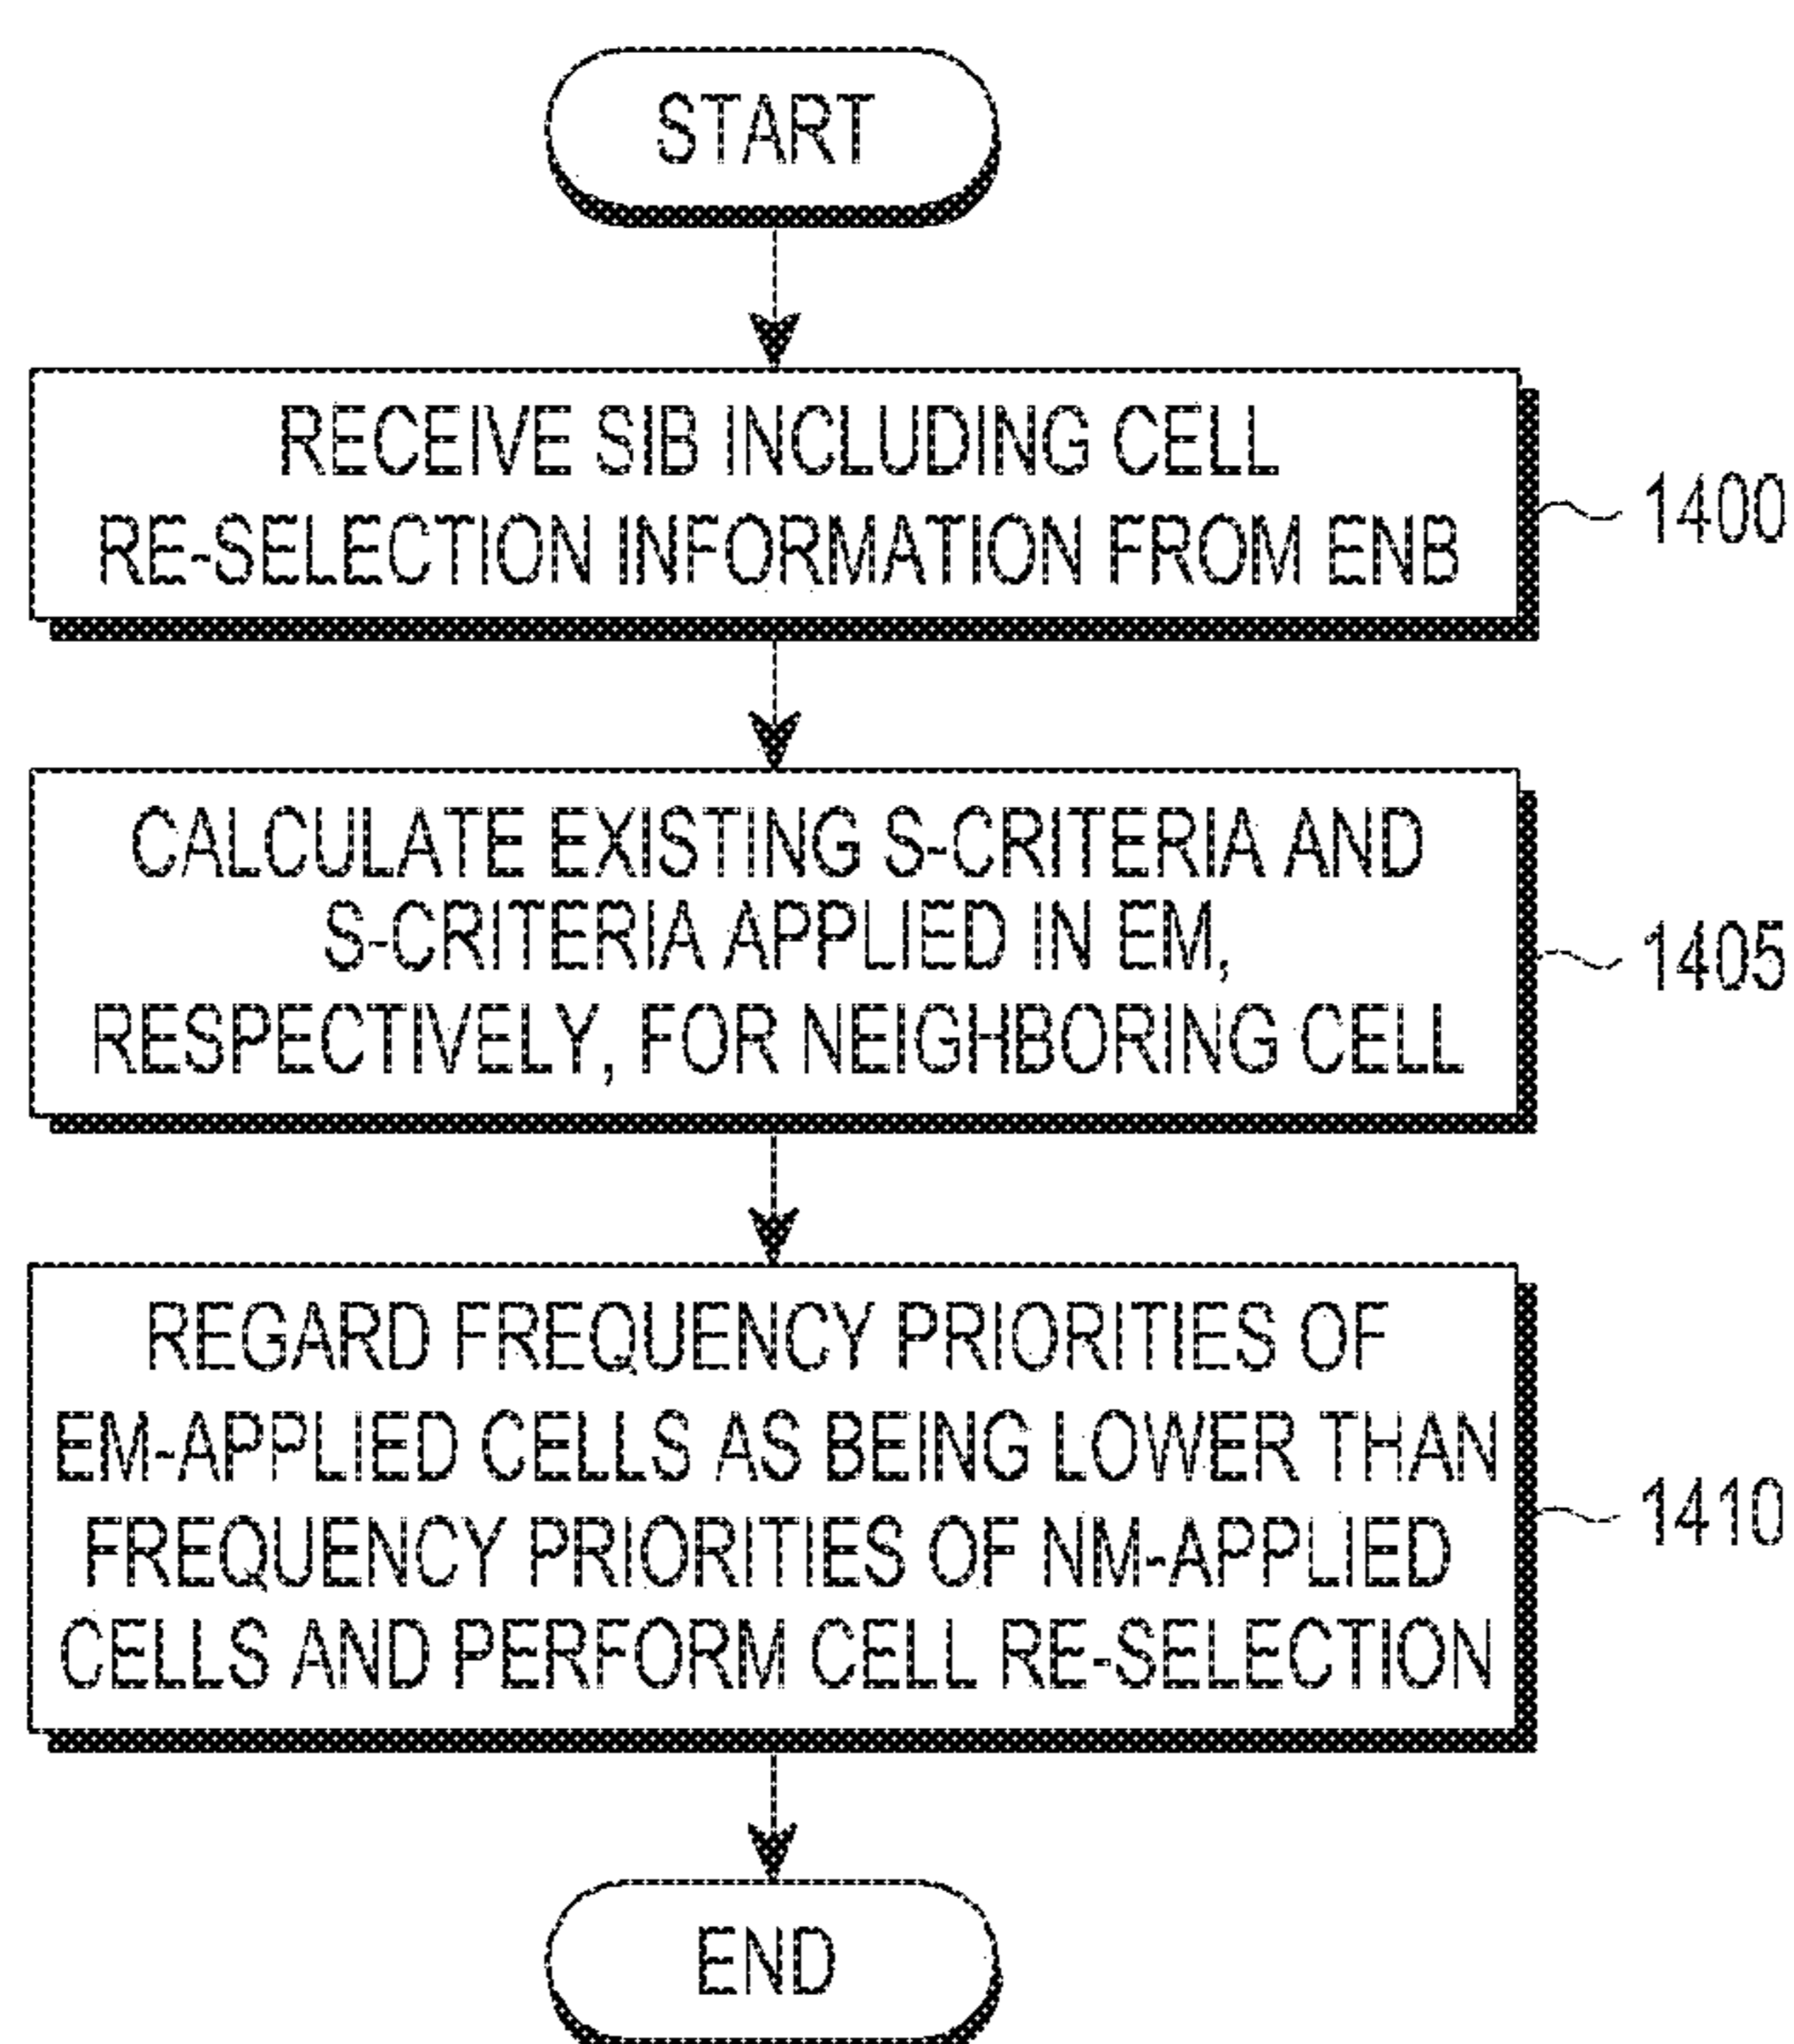 START
RECEIVE SIB INCLUDING CELL
RE-SELECTION INFORMATION FROM ENB
1400
CALCULATE EXISTING S-CRITERIA AND
S-CRITERIA APPLIED IN EM,
RESPECTIVELY, FOR NEIGHBORING CELL
1405
REGARD FREQUENCY PRIORITIES OF
EM-APPLIED CELLS AS BEING LOWER THAN
FREQUENCY PRIORITIES OF NM-APPLIED
CELLS AND PERFORM CELL RE-SELECTION
1410
END